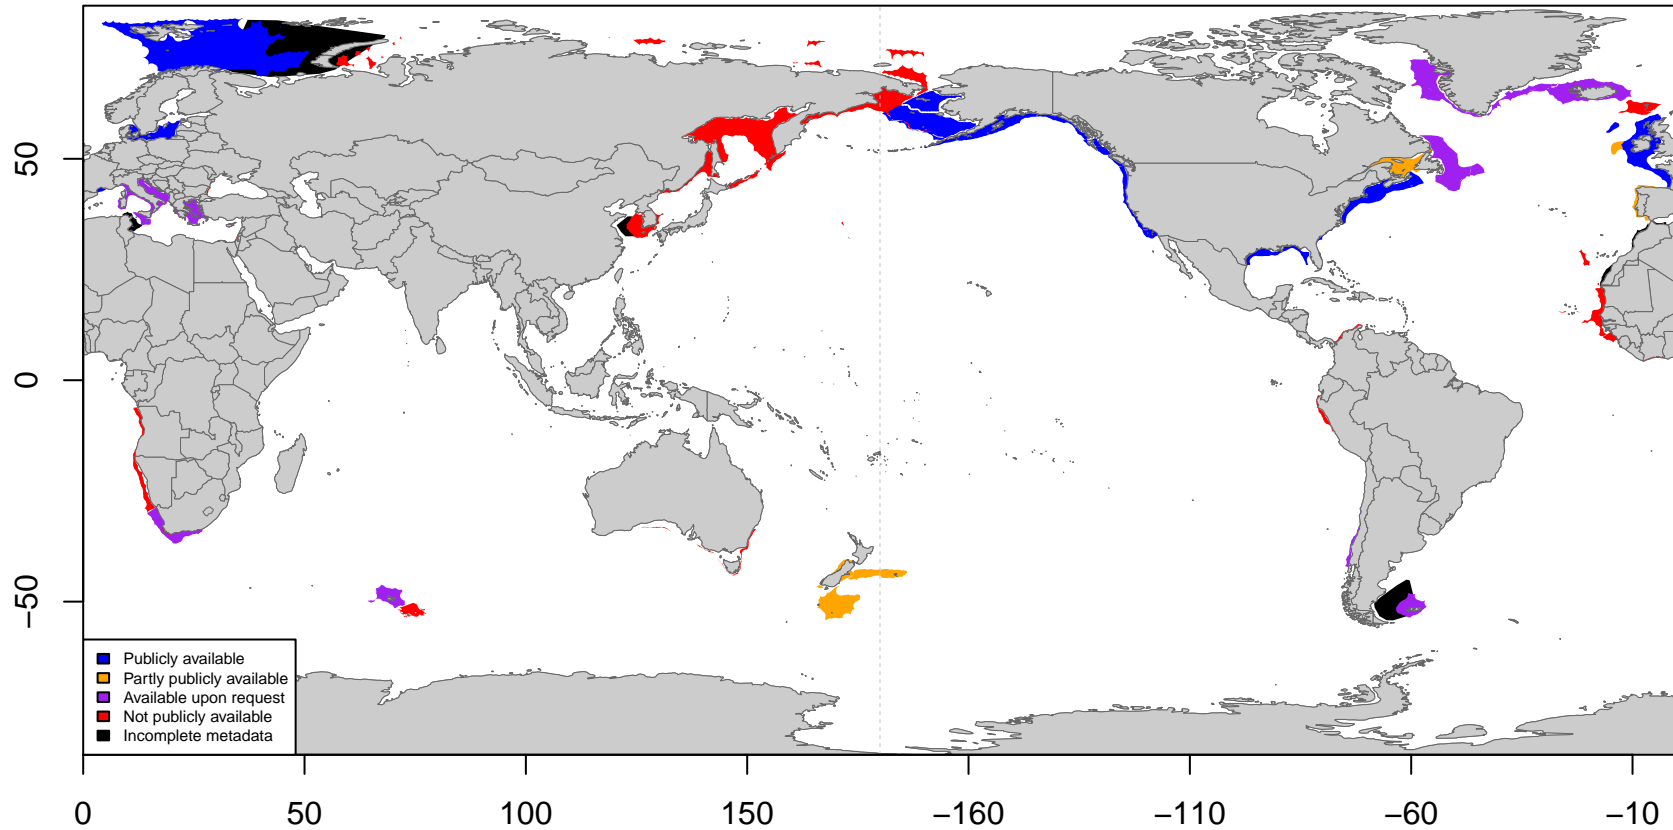 50
0
−50
Publicly available
Partly publicly available
Available upon request
Not publicly available
Incomplete metadata
0 50 100 150 −160 −110 −60 −10